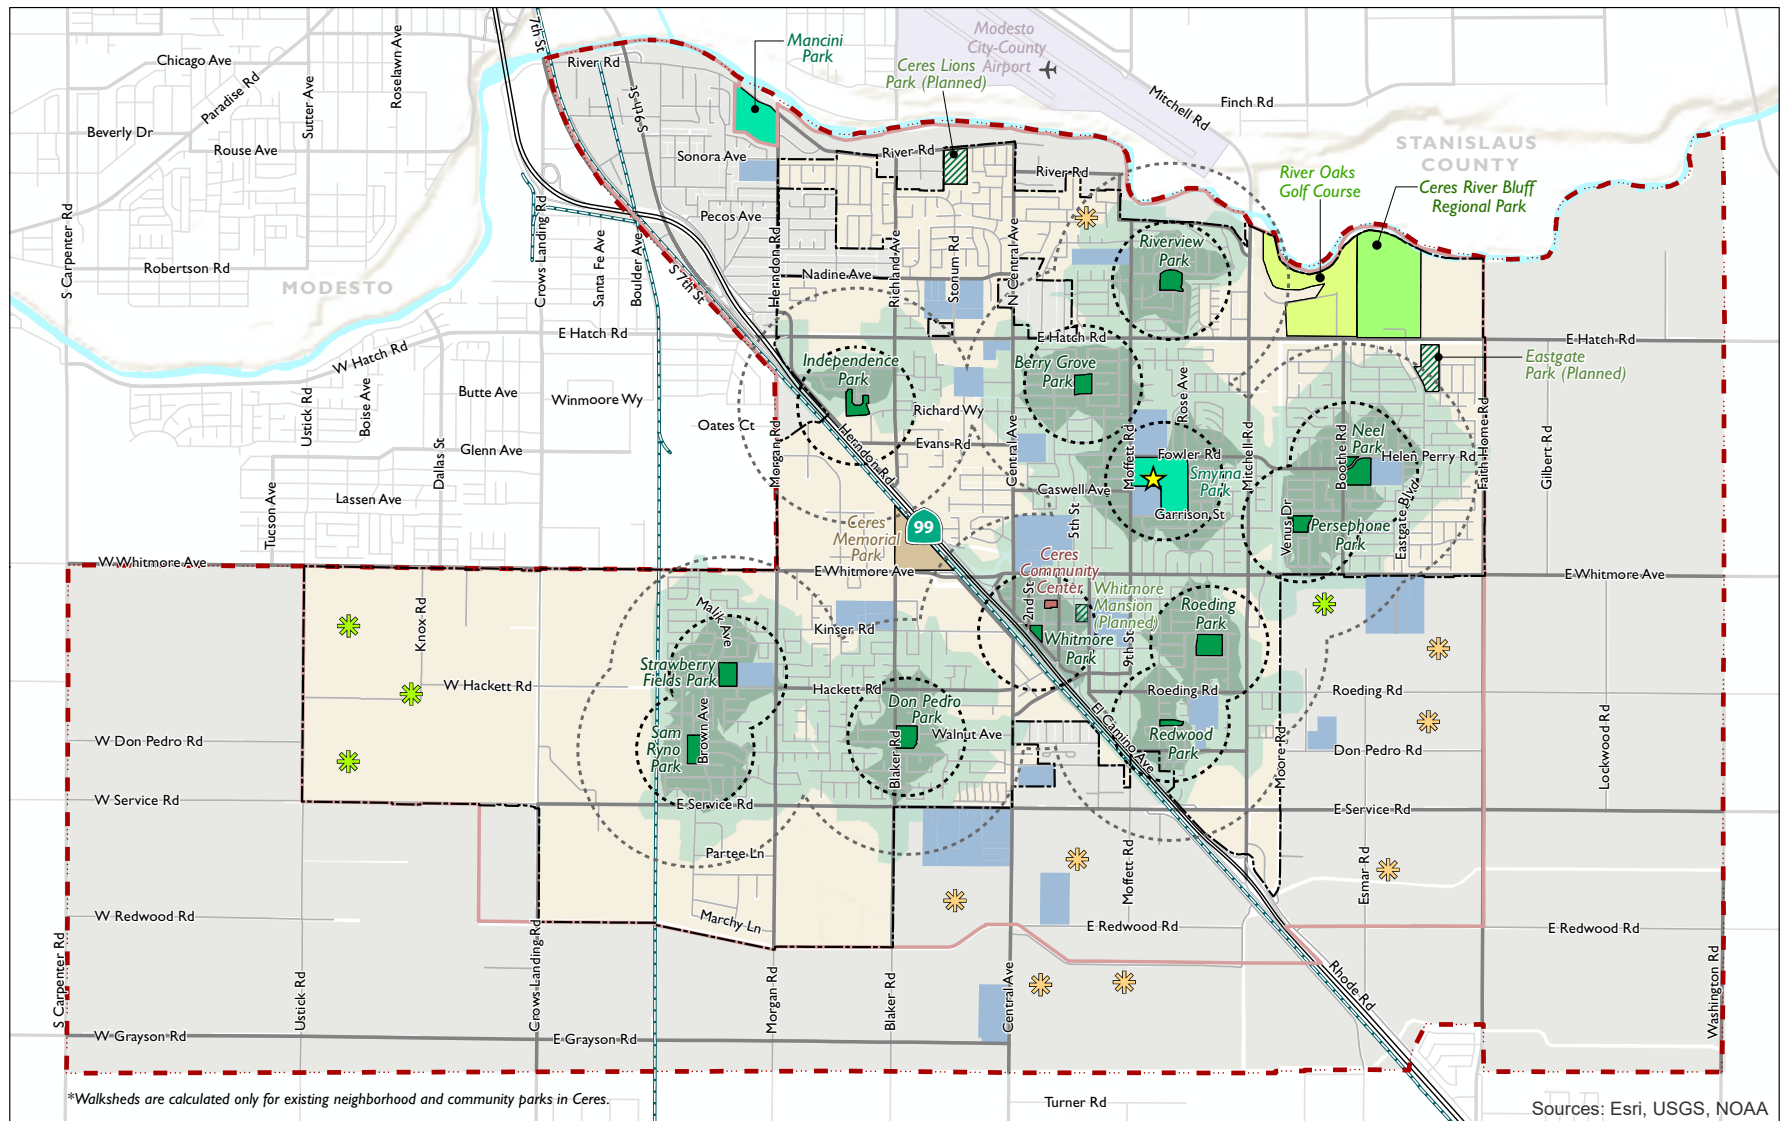 7th St
Mancini
Park
Modesto
City-County
Airport
Ceres Lions
Park (Planned)
River Rd
Chicago Ave
Roselawn Ave
Paradise Rd
Sutter Ave
S 9th St
Mitchell Rd
Finch Rd
Beverly Dr
Rouse Ave
Sonora Ave
River Rd
River Rd
STANISLAUS
COUNTY
River Oaks
Golf Course
Ceres River Bluff
Regional Park
S Carpenter Rd
Crows Landing Rd
Santa Fe Ave
Boulder Ave
Pecos Ave
Herndon Rd
Richland Ave
Stonum Rd
N Central Ave
Riverview
Park
Robertson Rd
MODESTO
S 7th St
Nadine Ave
E Hatch Rd
W Hatch Rd
E Hatch Rd
E Hatch Rd
Independence
Park
Berry Grove
Park
Eastgate
Park (Planned)
Ustick Rd
Boise Ave
Butte Ave
Winmoore Wy
Richard Wy
Rose Ave
Oates Ct
Dallas St
Glenn Ave
Morgan Rd
Herndon Rd
Evans Rd
Central Ave
Moffett Rd
Fowler Rd
Mitchell Rd
Boothe Rd
Neel
Park
Helen Perry Rd
Faith Home Rd
Gilbert Rd
Smyrna
Park
Tucson Ave
Lassen Ave
Caswell Ave
5th St
Garrison St
Venus Dr
Persephone
Park
Eastgate Blvd
Ceres
Memorial
Park
99
W Whitmore Ave
E Whitmore Ave
E Whitmore Ave
Ceres
Community
Center
Whitmore
Mansion
(Planned)
2nd St
9th St
Whitmore
Park
Roeding
Park
Knox Rd
Malik Ave
Kinser Rd
Strawberry
Fields Park
W Hackett Rd
Hackett Rd
Roeding Rd
Roeding Rd
Don Pedro
Park
Walnut Ave
El Camino Ave
Redwood
Park
Sam
Ryno
Park
Brown Ave
Blaker Rd
Moore Rd
Don Pedro Rd
Lockwood Rd
W Don Pedro Rd
W Service Rd
E Service Rd
E Service Rd
Partee Ln
Moffett Rd
Esmar Rd
W Redwood Rd
Marchy Ln
E Redwood Rd
E Redwood Rd
S Carpenter Rd
Ustick Rd
Crows Landing Rd
Morgan Rd
Blaker Rd
Central Ave
Rhode Rd
Washington Rd
W Grayson Rd
E Grayson Rd
*Walksheds are calculated only for existing neighborhood and community parks in Ceres.
Turner Rd
Sources: Esri, USGS, NOAA